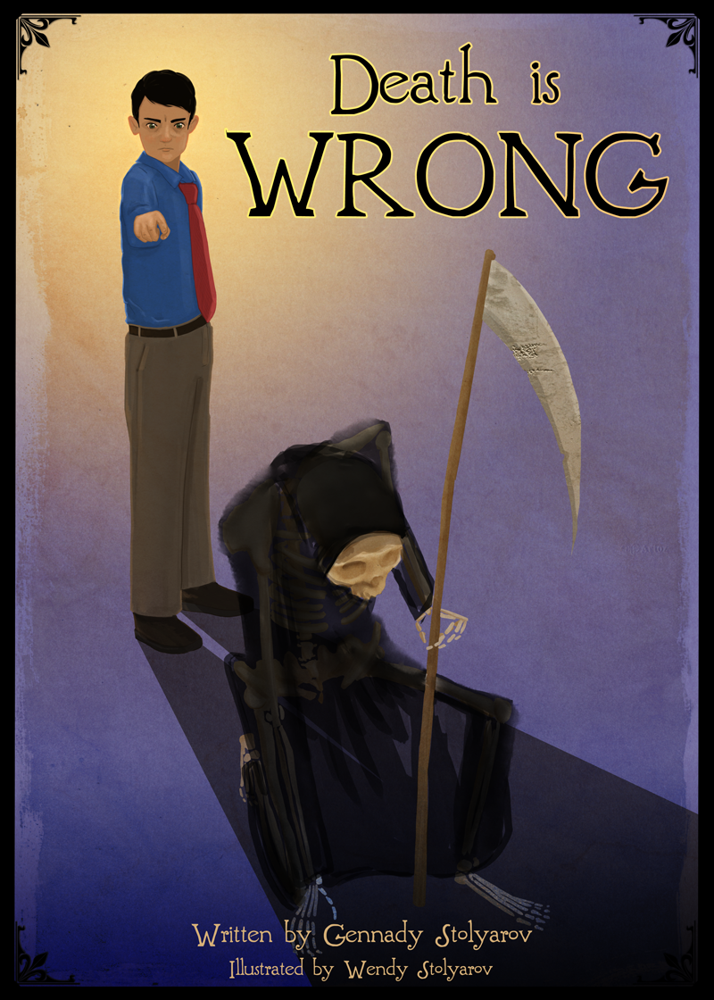 Death is
WRONG
Written by Gennady Stolyarov
Illustrated by Wendy Stolyarov